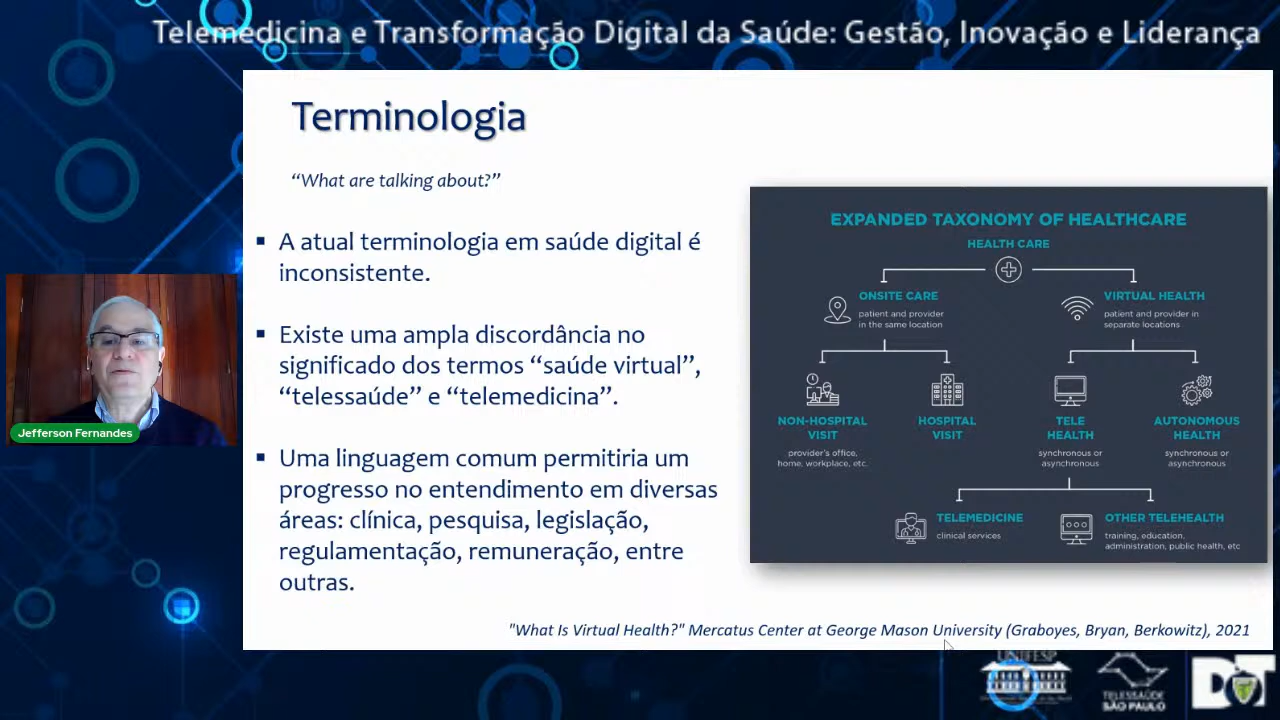 Telemedicina e Transformação Digital da Saúde: Gestão, Inovação e Liderança
Terminologia
“What are talking about?”
▪ A atual terminologia em saúde digital é
inconsistente.
▪ Existe uma ampla discordância no
significado dos termos “saúde virtual”,
“telessaúde” e “telemedicina”.
▪ Uma linguagem comum permitiria um
progresso no entendimento em diversas
áreas: clínica, pesquisa, legislação,
regulamentação, remuneração, entre
outras.
EXPANDED TAXONOMY OF HEALTHCARE
HEALTH CARE
ONSITE CARE
patient and provider
in the same location
VIRTUAL HEALTH
patient and provider in
separate locations
NON-HOSPITAL
VISIT
provider's office,
home, workplace, etc.
HOSPITAL
VISIT
TELE
HEALTH
synchronous or
asynchronous
AUTONOMOUS
HEALTH
synchronous or
asynchronous
TELEMEDICINE
clinical services
OTHER TELEHEALTH
training, education,
administration, public health, etc
"What Is Virtual Health?" Mercatus Center at George Mason University (Graboyes, Bryan, Berkowitz), 2021
Jefferson Fernandes
UNIFESP
TELESSAÚDE
SÃO PAULO